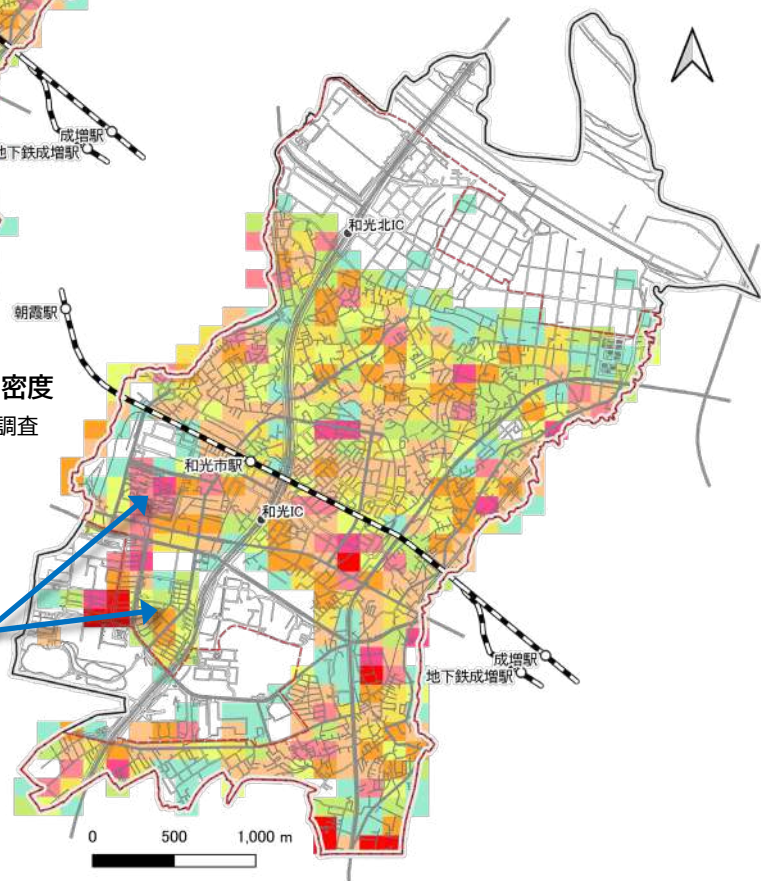 成増駅
地下鉄成増駅
和光北IC
朝霞駅
密度
調査
和光市駅
和光IC
成増駅
地下鉄成増駅
0 500 1,000 m